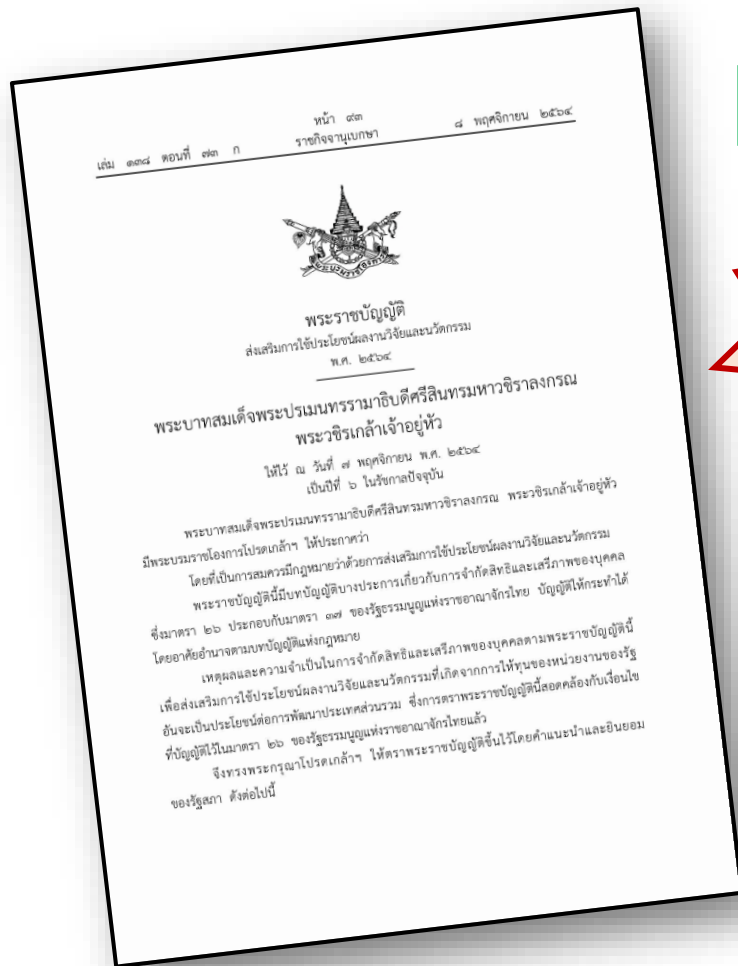 หน้า ๙๓
เล่ม ๑๓๘ ตอนที่ ๗๓ ก ราชกิจจานุเบกษา ๘ พฤศจิกายน ๒๕๖๔
พระราชบัญญัติ
ส่งเสริมการใช้ประโยชน์ผลงานวิจัยและนวัตกรรม
พ.ศ. ๒๕๖๔
พระบาทสมเด็จพระปรเมนทรรามาธิบดีศรีสินทรมหาวชิราลงกรณ
พระวชิรเกล้าเจ้าอยู่หัว
ให้ไว้ ณ วันที่ ๗ พฤศจิกายน พ.ศ. ๒๕๖๔
เป็นปีที่ ๖ ในรัชกาลปัจจุบัน
พระบาทสมเด็จพระปรเมนทรรามาธิบดีศรีสินทรมหาวชิราลงกรณ พระวชิรเกล้าเจ้าอยู่หัว
มีพระบรมราชโองการโปรดเกล้าฯ ให้ประกาศว่า
โดยที่เป็นการสมควรมีกฎหมายว่าด้วยการส่งเสริมการใช้ประโยชน์ผลงานวิจัยและนวัตกรรม
พระราชบัญญัตินี้มีบทบัญญัติบางประการเกี่ยวกับการจำกัดสิทธิและเสรีภาพของบุคคล
ซึ่งมาตรา ๒๖ ประกอบกับมาตรา ๓๗ ของรัฐธรรมนูญแห่งราชอาณาจักรไทย บัญญัติให้กระทำได้
โดยอาศัยอำนาจตามบทบัญญัติแห่งกฎหมาย
เหตุผลและความจำเป็นในการจำกัดสิทธิและเสรีภาพของบุคคลตามพระราชบัญญัตินี้
เพื่อส่งเสริมการใช้ประโยชน์ผลงานวิจัยและนวัตกรรมที่เกิดจากการให้ทุนของหน่วยงานของรัฐ
อันจะเป็นประโยชน์ต่อการพัฒนาประเทศส่วนรวม ซึ่งการตราพระราชบัญญัตินี้สอดคล้องกับเงื่อนไข
ที่บัญญัติไว้ในมาตรา ๒๖ ของรัฐธรรมนูญแห่งราชอาณาจักรไทยแล้ว
จึงทรงพระกรุณาโปรดเกล้าฯ ให้ตราพระราชบัญญัติขึ้นไว้โดยคำแนะนำและยินยอม
ของรัฐสภา ดังต่อไปนี้